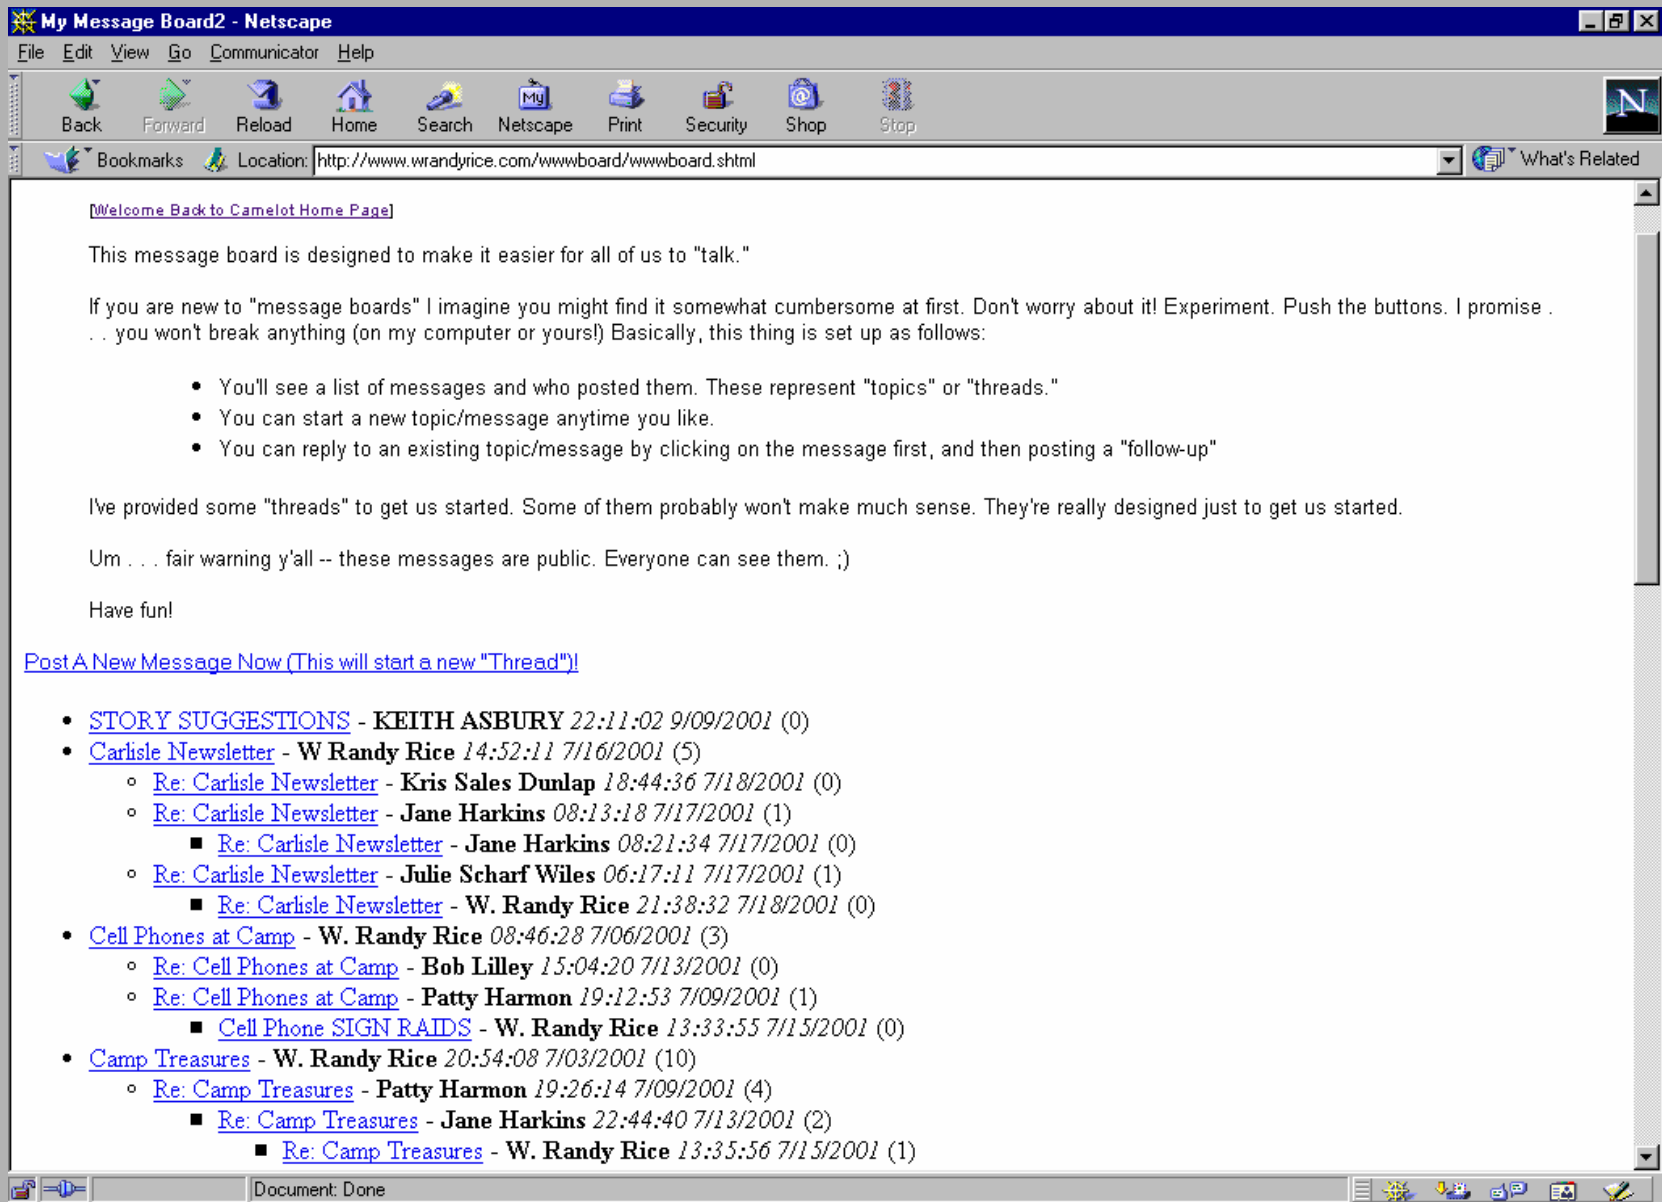 My Message Board2 - Netscape
File Edit View Go Communicator Help
Back Forward Reload Home Search Netscape Print Security Shop Stop
My
N
Bookmarks Location: http://www.wrandyrice.com/wwwboard/wwwboard.shtml What's Related
[Welcome Back to Camelot Home Page]
This message board is designed to make it easier for all of us to "talk."
If you are new to "message boards" I imagine you might find it somewhat cumbersome at first. Don't worry about it! Experiment. Push the buttons. I promise .
. . you won't break anything (on my computer or yours!) Basically, this thing is set up as follows:
• You'll see a list of messages and who posted them. These represent "topics" or "threads."
• You can start a new topic/message anytime you like.
• You can reply to an existing topic/message by clicking on the message first, and then posting a "follow-up"
I've provided some "threads" to get us started. Some of them probably won't make much sense. They're really designed just to get us started.
Um . . . fair warning y'all -- these messages are public. Everyone can see them. ;)
Have fun!
Post A New Message Now (This will start a new "Thread")!
• STORY SUGGESTIONS - KEITH ASBURY 22:11:02 9/09/2001 (0)
• Carlisle Newsletter - W Randy Rice 14:52:11 7/16/2001 (5)
○ Re: Carlisle Newsletter - Kris Sales Dunlap 18:44:36 7/18/2001 (0)
○ Re: Carlisle Newsletter - Jane Harkins 08:13:18 7/17/2001 (1)
■ Re: Carlisle Newsletter - Jane Harkins 08:21:34 7/17/2001 (0)
○ Re: Carlisle Newsletter - Julie Scharf Wiles 06:17:11 7/17/2001 (1)
■ Re: Carlisle Newsletter - W. Randy Rice 21:38:32 7/18/2001 (0)
• Cell Phones at Camp - W. Randy Rice 08:46:28 7/06/2001 (3)
○ Re: Cell Phones at Camp - Bob Lilley 15:04:20 7/13/2001 (0)
○ Re: Cell Phones at Camp - Patty Harmon 19:12:53 7/09/2001 (1)
■ Cell Phone SIGN RAIDS - W. Randy Rice 13:33:55 7/15/2001 (0)
• Camp Treasures - W. Randy Rice 20:54:08 7/03/2001 (10)
○ Re: Camp Treasures - Patty Harmon 19:26:14 7/09/2001 (4)
■ Re: Camp Treasures - Jane Harkins 22:44:40 7/13/2001 (2)
■ Re: Camp Treasures - W. Randy Rice 13:35:56 7/15/2001 (1)
Document: Done